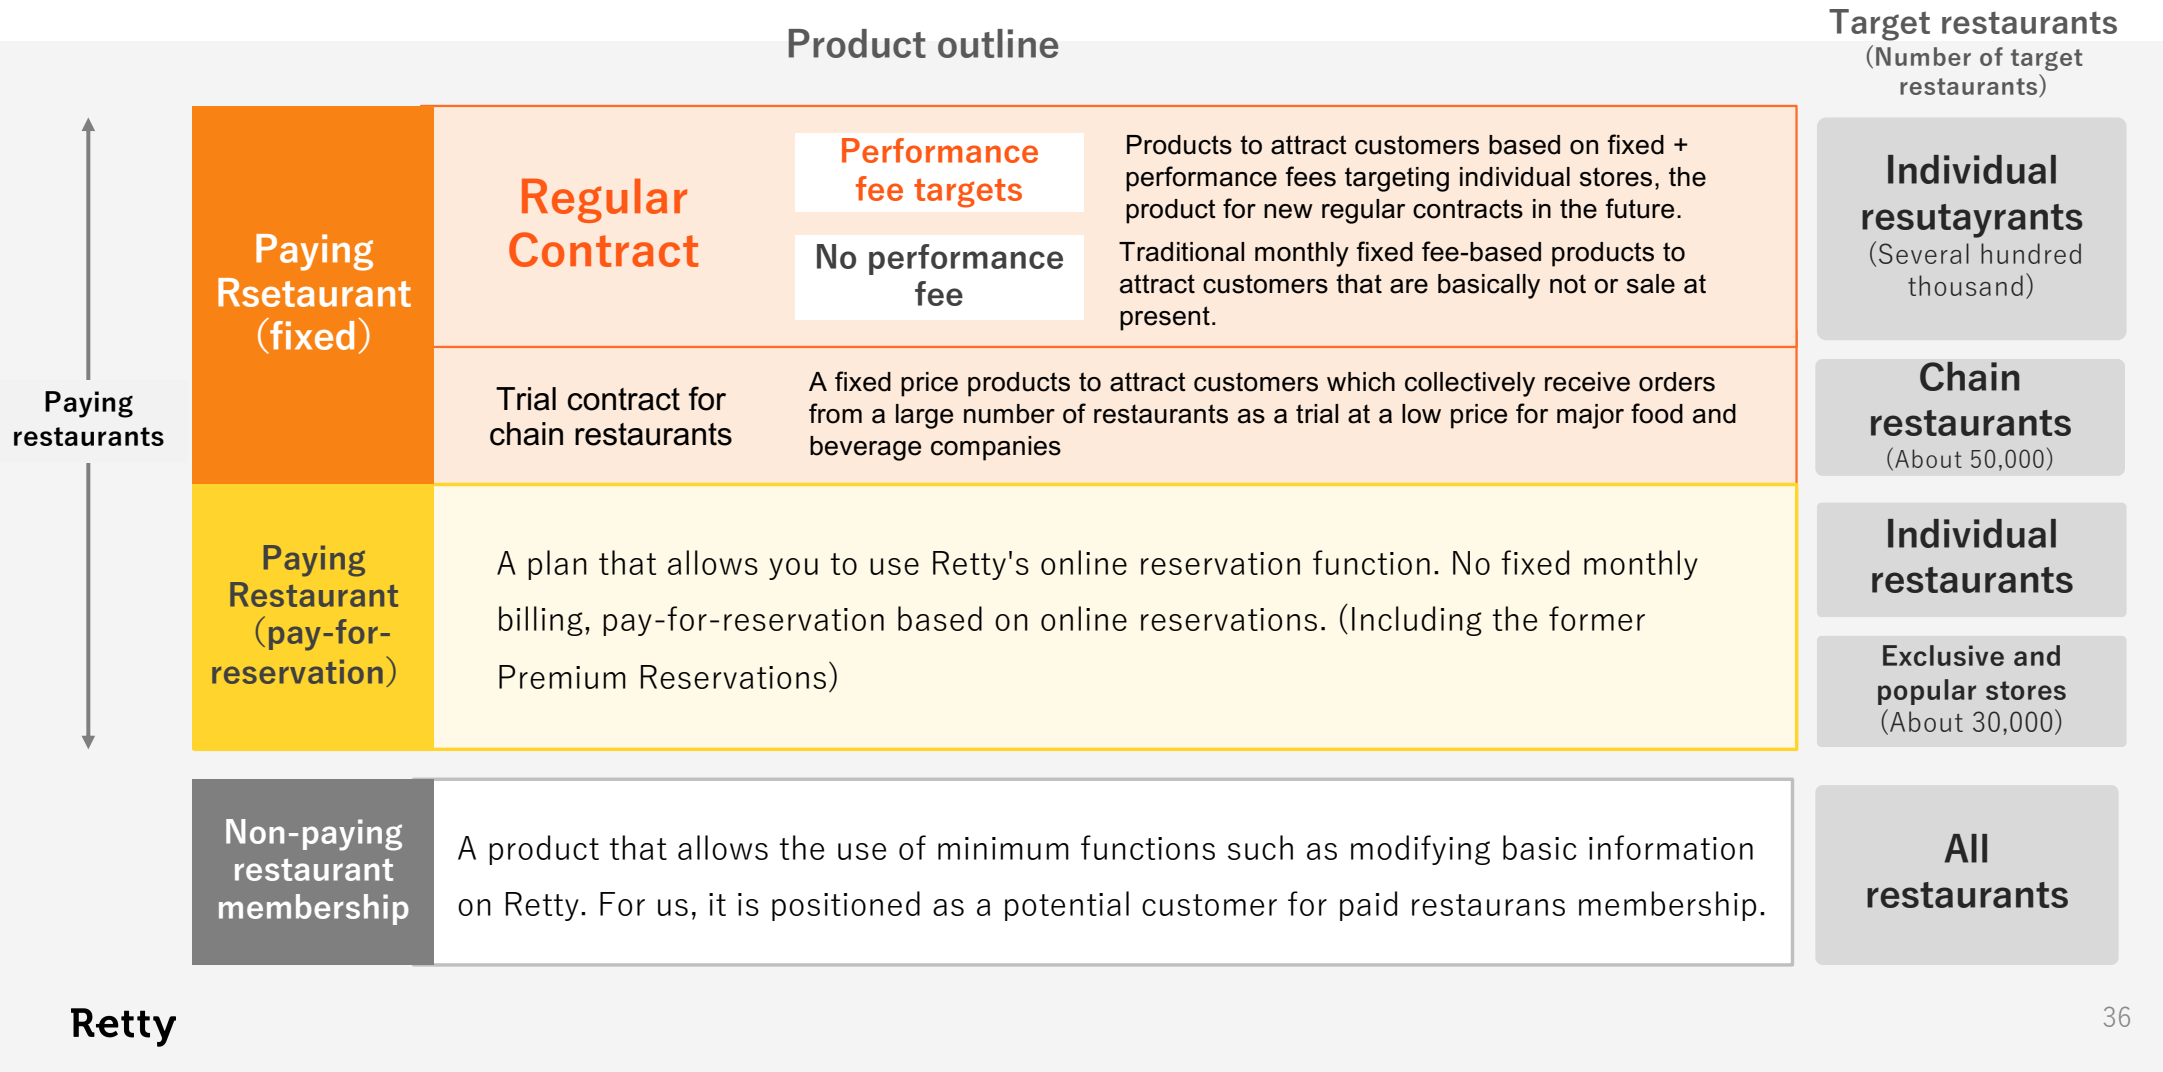 Product outline
Target restaurants
(Number of target
restaurants)
Paying
restaurants
Paying
Rsetaurant
(fixed)
Regular
Contract
Performance
fee targets
Products to attract customers based on fixed +
performance fees targeting individual stores, the
product for new regular contracts in the future.
No performance
fee
Traditional monthly fixed fee-based products to
attract customers that are basically not or sale at
present.
Individual
resutayrants
(Several hundred
thousand)
Trial contract for
chain restaurants
A fixed price products to attract customers which collectively receive orders
from a large number of restaurants as a trial at a low price for major food and
beverage companies
Chain
restaurants
(About 50,000)
Paying
Restaurant
(pay-for-
reservation)
A plan that allows you to use Retty's online reservation function. No fixed monthly
billing, pay-for-reservation based on online reservations. (Including the former
Premium Reservations)
Individual
restaurants
Exclusive and
popular stores
(About 30,000)
Non-paying
restaurant
membership
A product that allows the use of minimum functions such as modifying basic information
on Retty. For us, it is positioned as a potential customer for paid restaurans membership.
All
restaurants
Retty
36